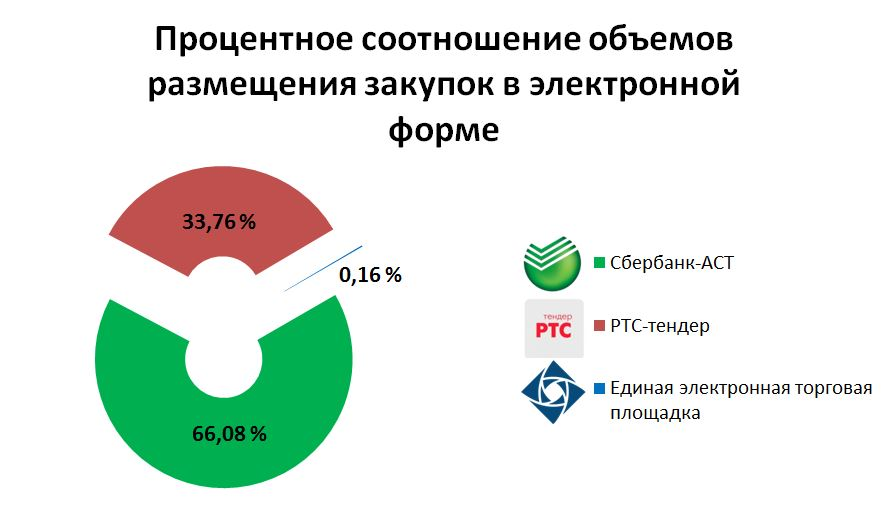 Процентное соотношение объемов
размещения закупок в электронной
форме
33,76 %
0,16 %
66,08 %
Сбербанк-АСТ
тендер
РТС
РТС-тендер
Единая электронная торговая
площадка